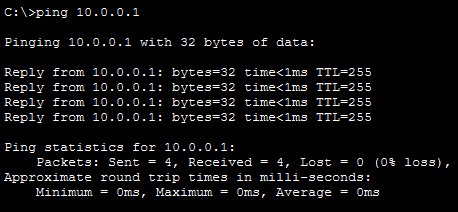 C:\>ping 10.0.0.1
Pinging 10.0.0.1 with 32 bytes of data:
Reply from 10.0.0.1: bytes=32 time<1ms TTL=255
Reply from 10.0.0.1: bytes=32 time<1ms TTL=255
Reply from 10.0.0.1: bytes=32 time<1ms TTL=255
Reply from 10.0.0.1: bytes=32 time<1ms TTL=255
Ping statistics for 10.0.0.1:
    Packets: Sent = 4, Received = 4, Lost = 0 (0% loss),
Approximate round trip times in milli-seconds:
    Minimum = 0ms, Maximum = 0ms, Average = 0ms